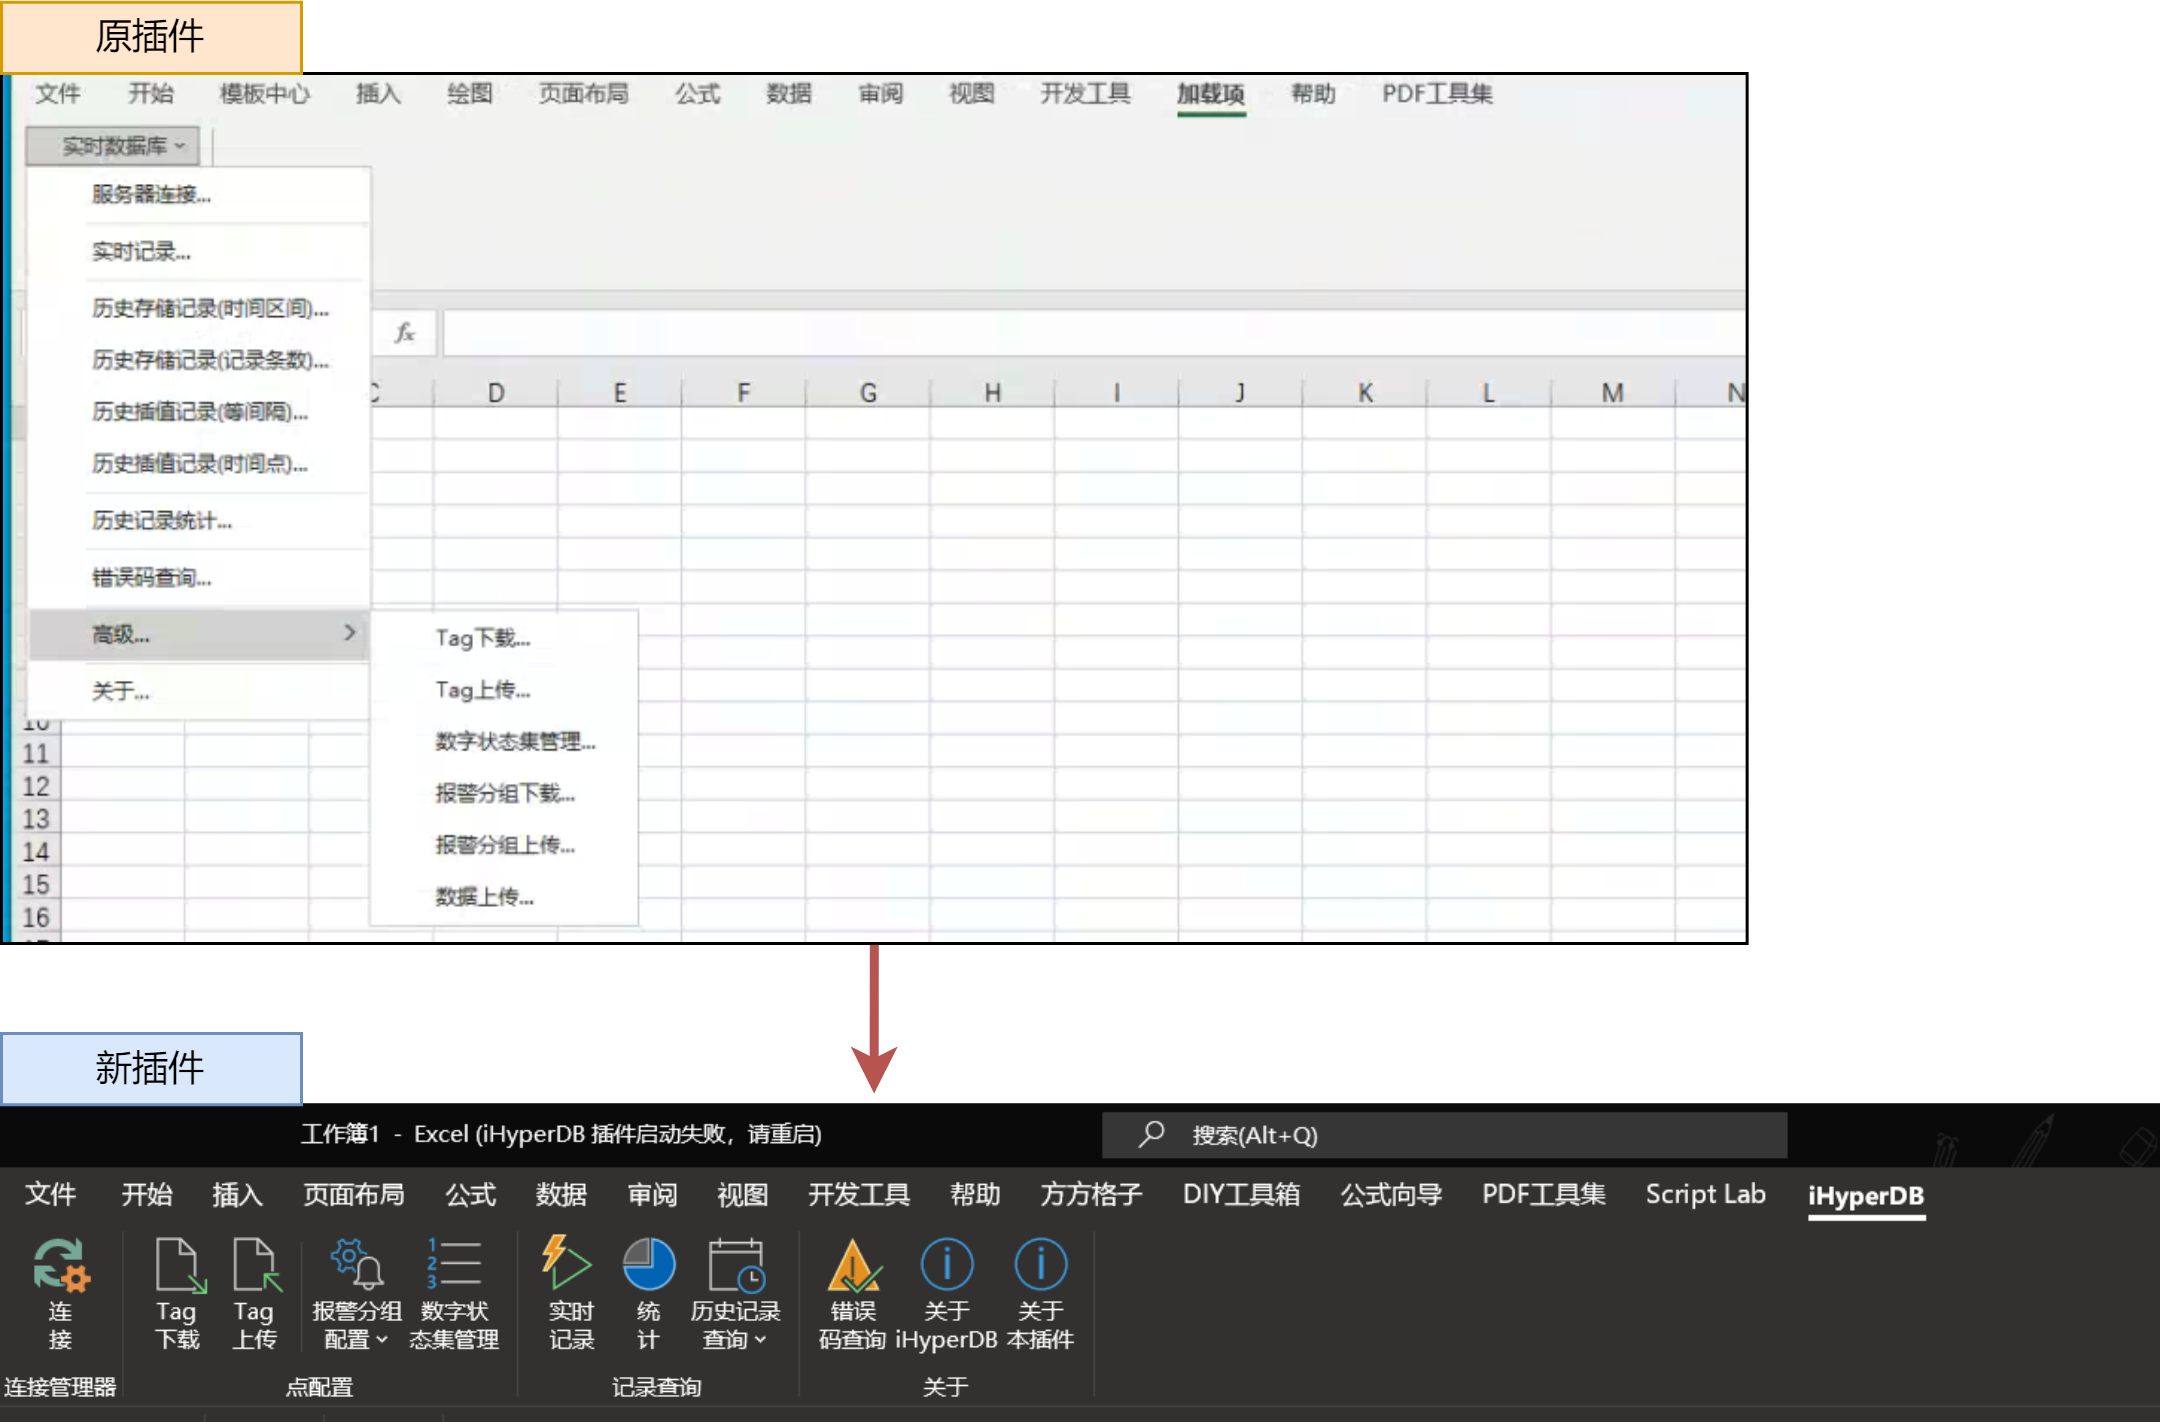 原插件
文件 开始 模板中心 插入 绘图 页面布局 公式 数据 审阅 视图 开发工具 加载项 帮助 PDF工具集
实时数据库
服务器连接...
实时记录...
历史存储记录(时间区间)...
fx
历史存储记录(记录条数)...
C D E F G H I J K L M N
历史插值记录(等间隔)...
历史插值记录(时间点)...
历史记录统计...
错误码查询...
高级...
关于...
Tag下载...
Tag上传...
数字状态集管理...
报警分组下载...
报警分组上传...
数据上传...
10
11
12
13
14
15
16
新插件
工作簿1 - Excel (iHyperDB 插件启动失败，请重启)
搜索(Alt+Q)
文件 开始 插入 页面布局 公式 数据 审阅 视图 开发工具 帮助 方方格子 DIY工具箱 公式向导 PDF工具集 Script Lab iHyperDB
连 Tag Tag 报警分组 数字状 实时 统 历史记录 错误 关于 关于
接 下载 上传 配置 态集管理 记录 计 查询 码查询 iHyperDB 本插件
连接管理器 点配置 记录查询 关于